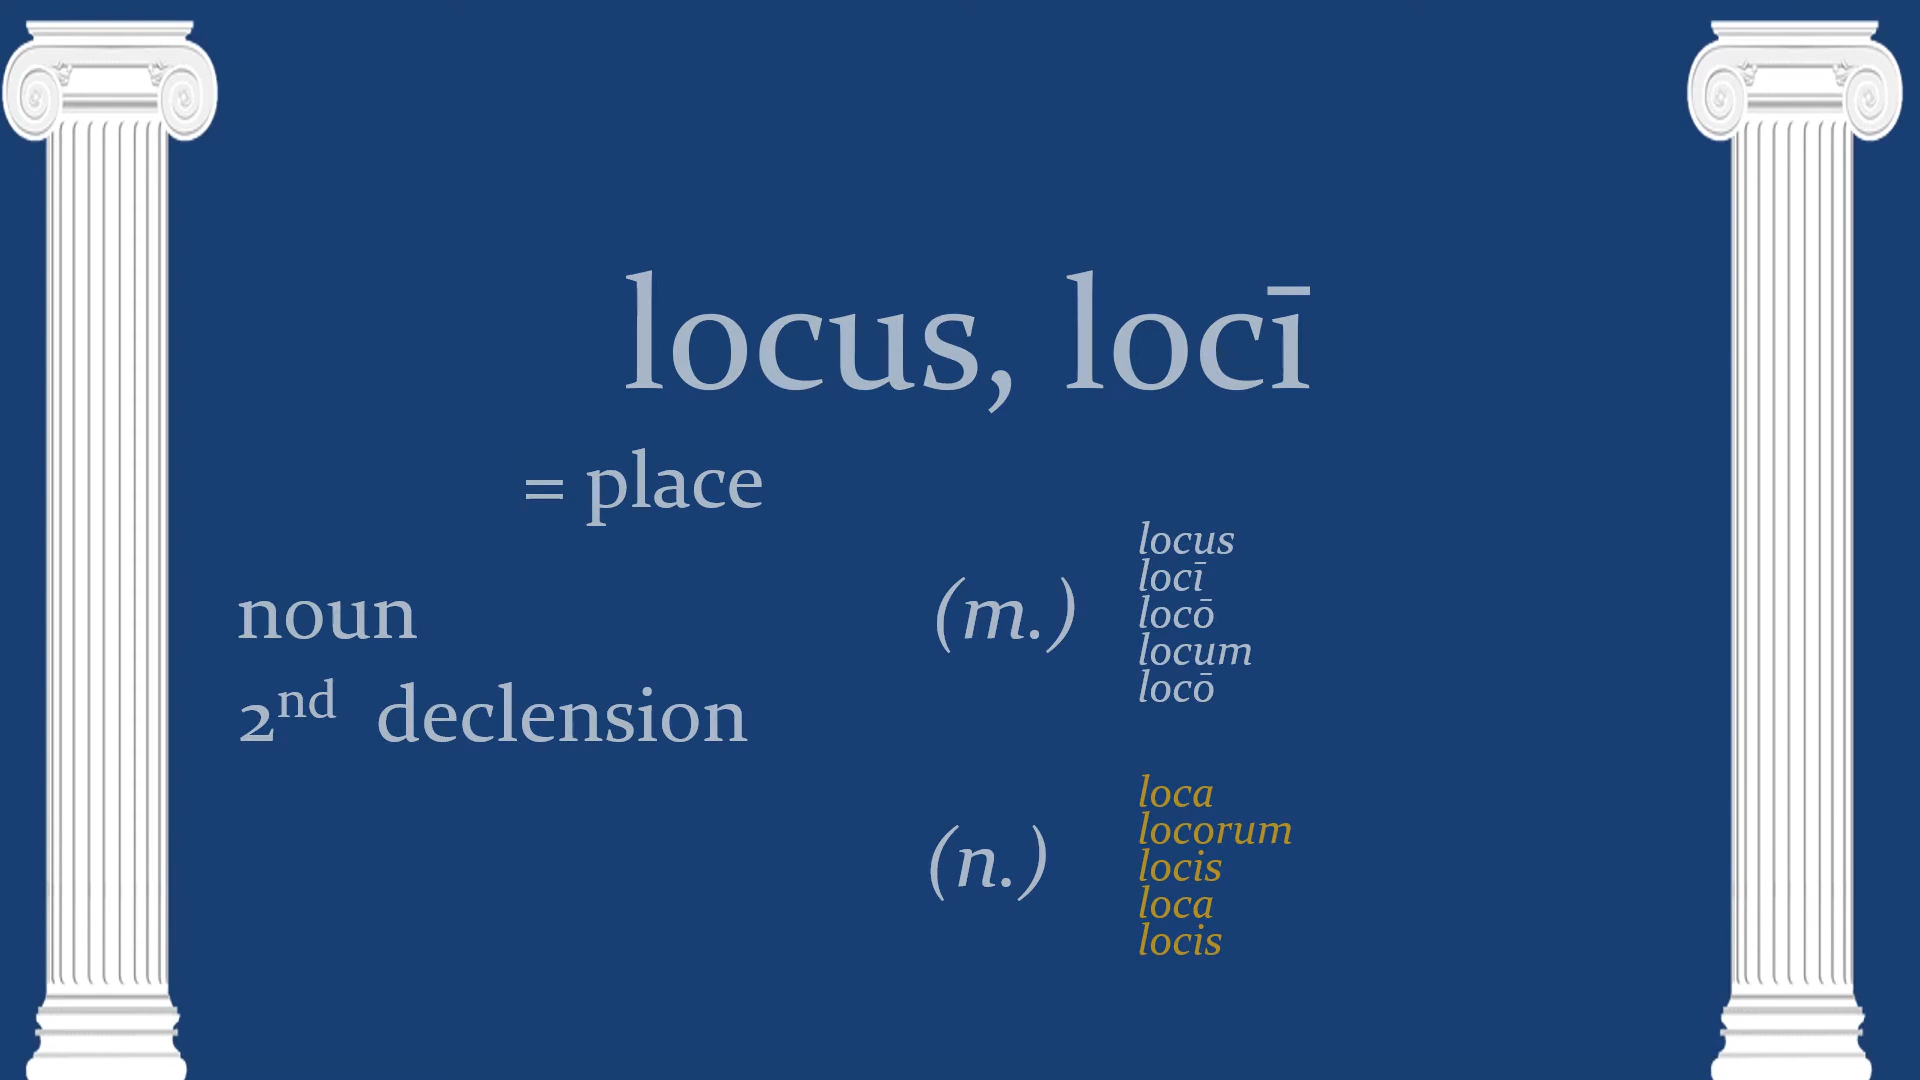 locus, locī
= place
noun
2nd declension
(m.)
locus
locī
locō
locum
locō
(n.)
loca
locorum
locis
loca
locis